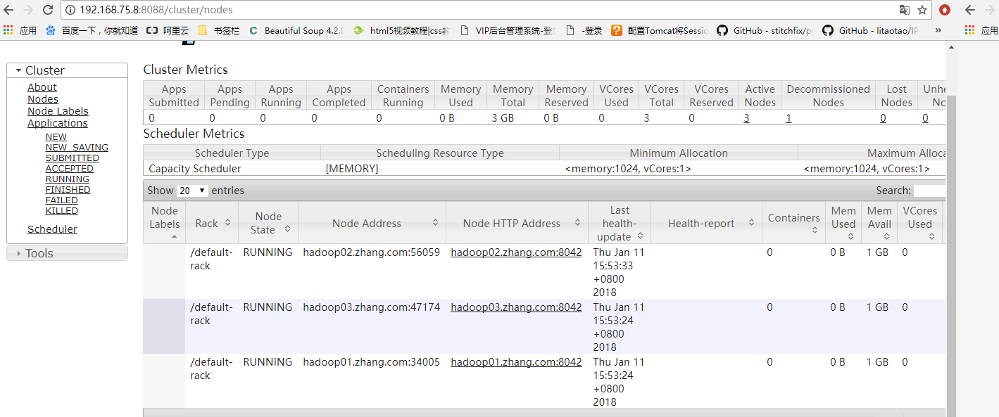 192.168.75.8:8088/cluster/nodes
应用 百度一下，你就知道 阿里云 书签栏 Beautiful Soup 4.2.0 html5视频教程|css教 VIP后台管理系统-登录 -登录 配置Tomcat将Sessio GitHub - stitchfix/py GitHub - litaotao/IP » 应用
Cluster
About
Nodes
Node Labels
Applications
NEW
NEW_SAVING
SUBMITTED
ACCEPTED
RUNNING
FINISHED
FAILED
KILLED
Scheduler
Tools
Cluster Metrics
Apps Apps Apps Apps Containers Memory Memory Memory VCores VCores VCores Active Decommissioned Lost Unhe
Submitted Pending Running Completed Running Used Total Reserved Used Total Reserved Nodes Nodes Nodes No
0 0 0 0 0 0 B 3 GB 0 B 0 3 0 3 1 0 0
Scheduler Metrics
Scheduler Type Scheduling Resource Type Minimum Allocation Maximum Alloca
Capacity Scheduler [MEMORY] <memory:1024, vCores:1> <memory:1024, vCores:1>
Show 20 entries Search:
Node Labels Rack Node State Node Address Node HTTP Address Last health-update Health-report Containers Mem Used Mem Avail VCores Used
/default- RUNNING hadoop02.zhang.com:56059 hadoop02.zhang.com:8042 Thu Jan 11 0 0 B 1 GB 0
rack 15:53:33
+0800
2018
/default- RUNNING hadoop03.zhang.com:47174 hadoop03.zhang.com:8042 Thu Jan 11 0 0 B 1 GB 0
rack 15:53:24
+0800
2018
/default- RUNNING hadoop01.zhang.com:34005 hadoop01.zhang.com:8042 Thu Jan 11 0 0 B 1 GB 0
rack 15:53:24
+0800
2018